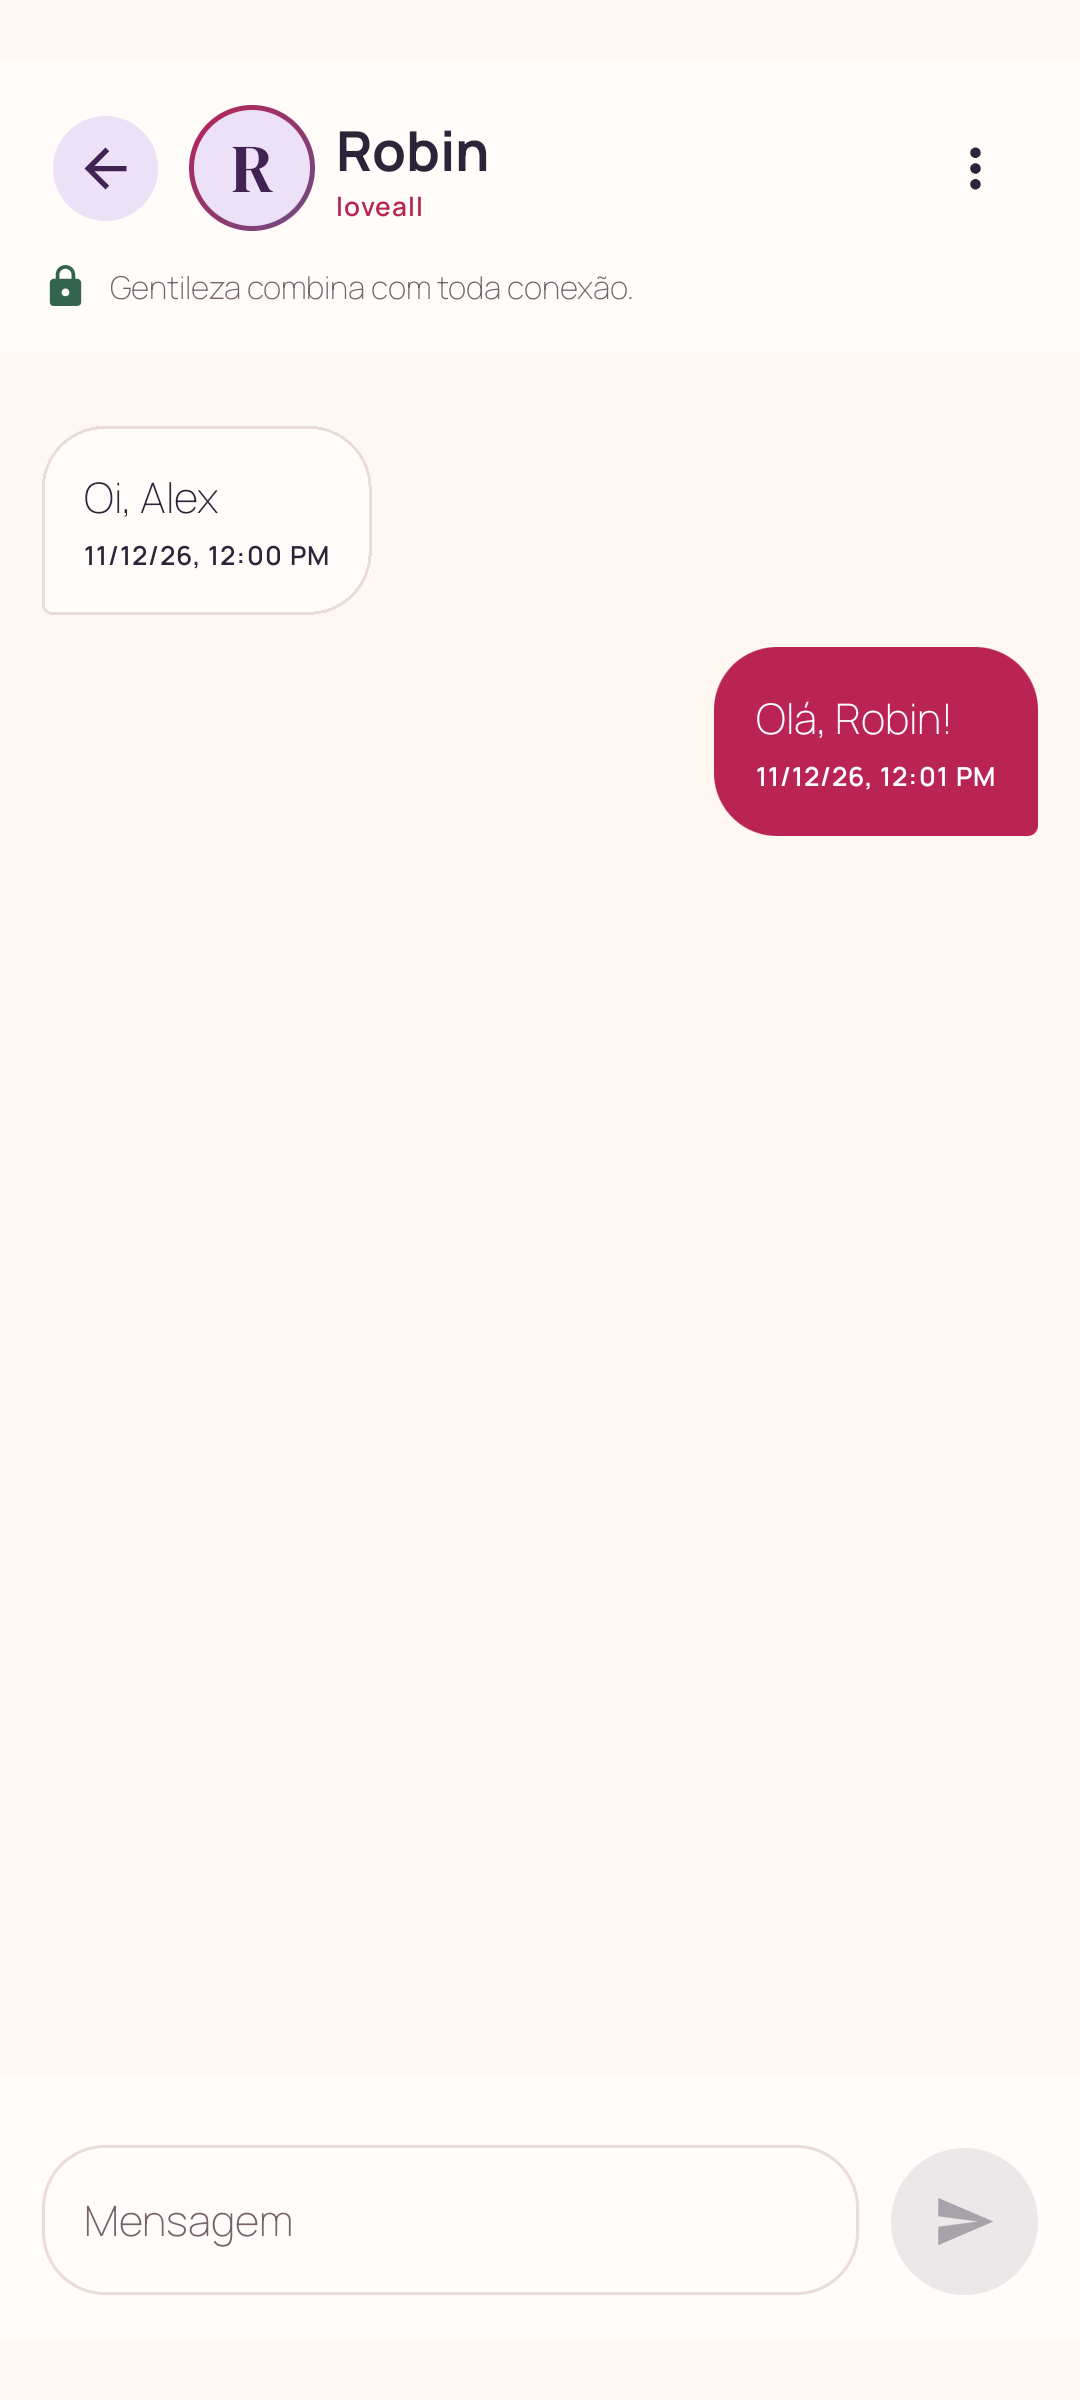 R
Robin
loveall
Gentileza combina com toda conexão.
Oi, Alex
11/12/26, 12:00 PM
Olá, Robin!
11/12/26, 12:01 PM
Mensagem